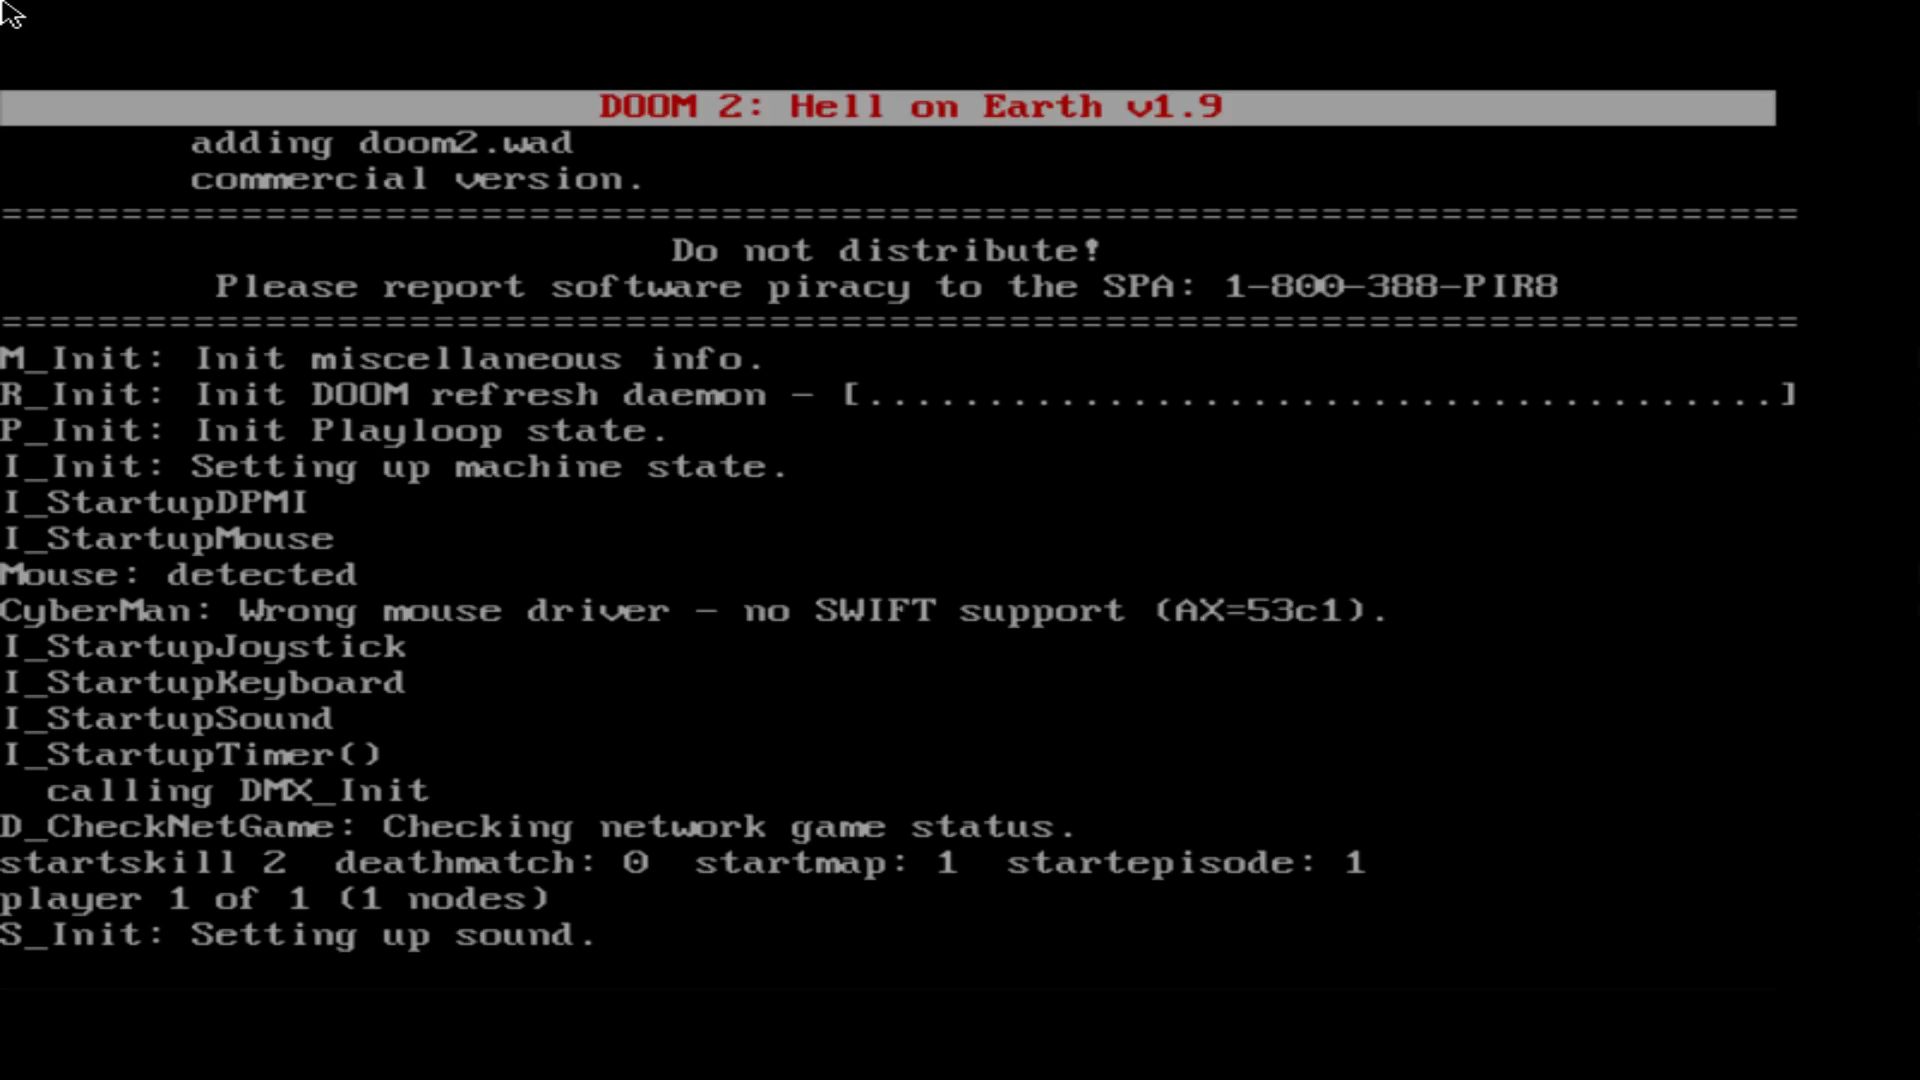 DOOM 2: Hell on Earth v1.9
adding doom2.wad
commercial version.
===========================================================================
Do not distribute!
Please report software piracy to the SPA: 1-800-388-PIR8
===========================================================================
M_Init: Init miscellaneous info.
R_Init: Init DOOM refresh daemon - [......................................]
P_Init: Init Playloop state.
I_Init: Setting up machine state.
I_StartupDPMI
I_StartupMouse
Mouse: detected
CyberMan: Wrong mouse driver - no SWIFT support (AX=53c1).
I_StartupJoystick
I_StartupKeyboard
I_StartupSound
I_StartupTimer()
calling DMX_Init
D_CheckNetGame: Checking network game status.
startskill 2  deathmatch: 0  startmap: 1  startepisode: 1
player 1 of 1 (1 nodes)
S_Init: Setting up sound.